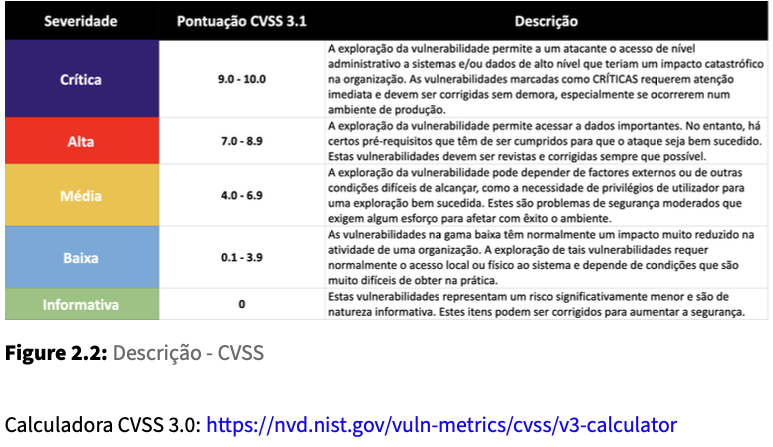 Severidade Pontuação CVSS 3.1 Descrição
Crítica 9.0 - 10.0
A exploração da vulnerabilidade permite a um atacante o acesso de nível
administrativo a sistemas e/ou dados de alto nível que teriam um impacto catastrófico
na organização. As vulnerabilidades marcadas como CRÍTICAS requerem atenção
imediata e devem ser corrigidas sem demora, especialmente se ocorrerem num
ambiente de produção.
Alta 7.0 - 8.9
A exploração da vulnerabilidade permite acessar a dados importantes. No entanto, há
certos pré-requisitos que têm de ser cumpridos para que o ataque seja bem sucedido.
Estas vulnerabilidades devem ser revistas e corrigidas sempre que possível.
Média 4.0 - 6.9
A exploração da vulnerabilidade pode depender de factores externos ou de outras
condições difíceis de alcançar, como a necessidade de privilégios de utilizador para
uma exploração bem sucedida. Estes são problemas de segurança moderados que
exigem algum esforço para afetar com êxito o ambiente.
Baixa 0.1 - 3.9
As vulnerabilidades na gama baixa têm normalmente um impacto muito reduzido na
atividade de uma organização. A exploração de tais vulnerabilidades requer
normalmente o acesso local ou físico ao sistema e depende de condições que são
muito difíceis de obter na prática.
Informativa 0
Estas vulnerabilidades representam um risco significativamente menor e são de
natureza informativa. Estes itens podem ser corrigidos para aumentar a segurança.
Figure 2.2: Descrição - CVSS
Calculadora CVSS 3.0: https://nvd.nist.gov/vuln-metrics/cvss/v3-calculator